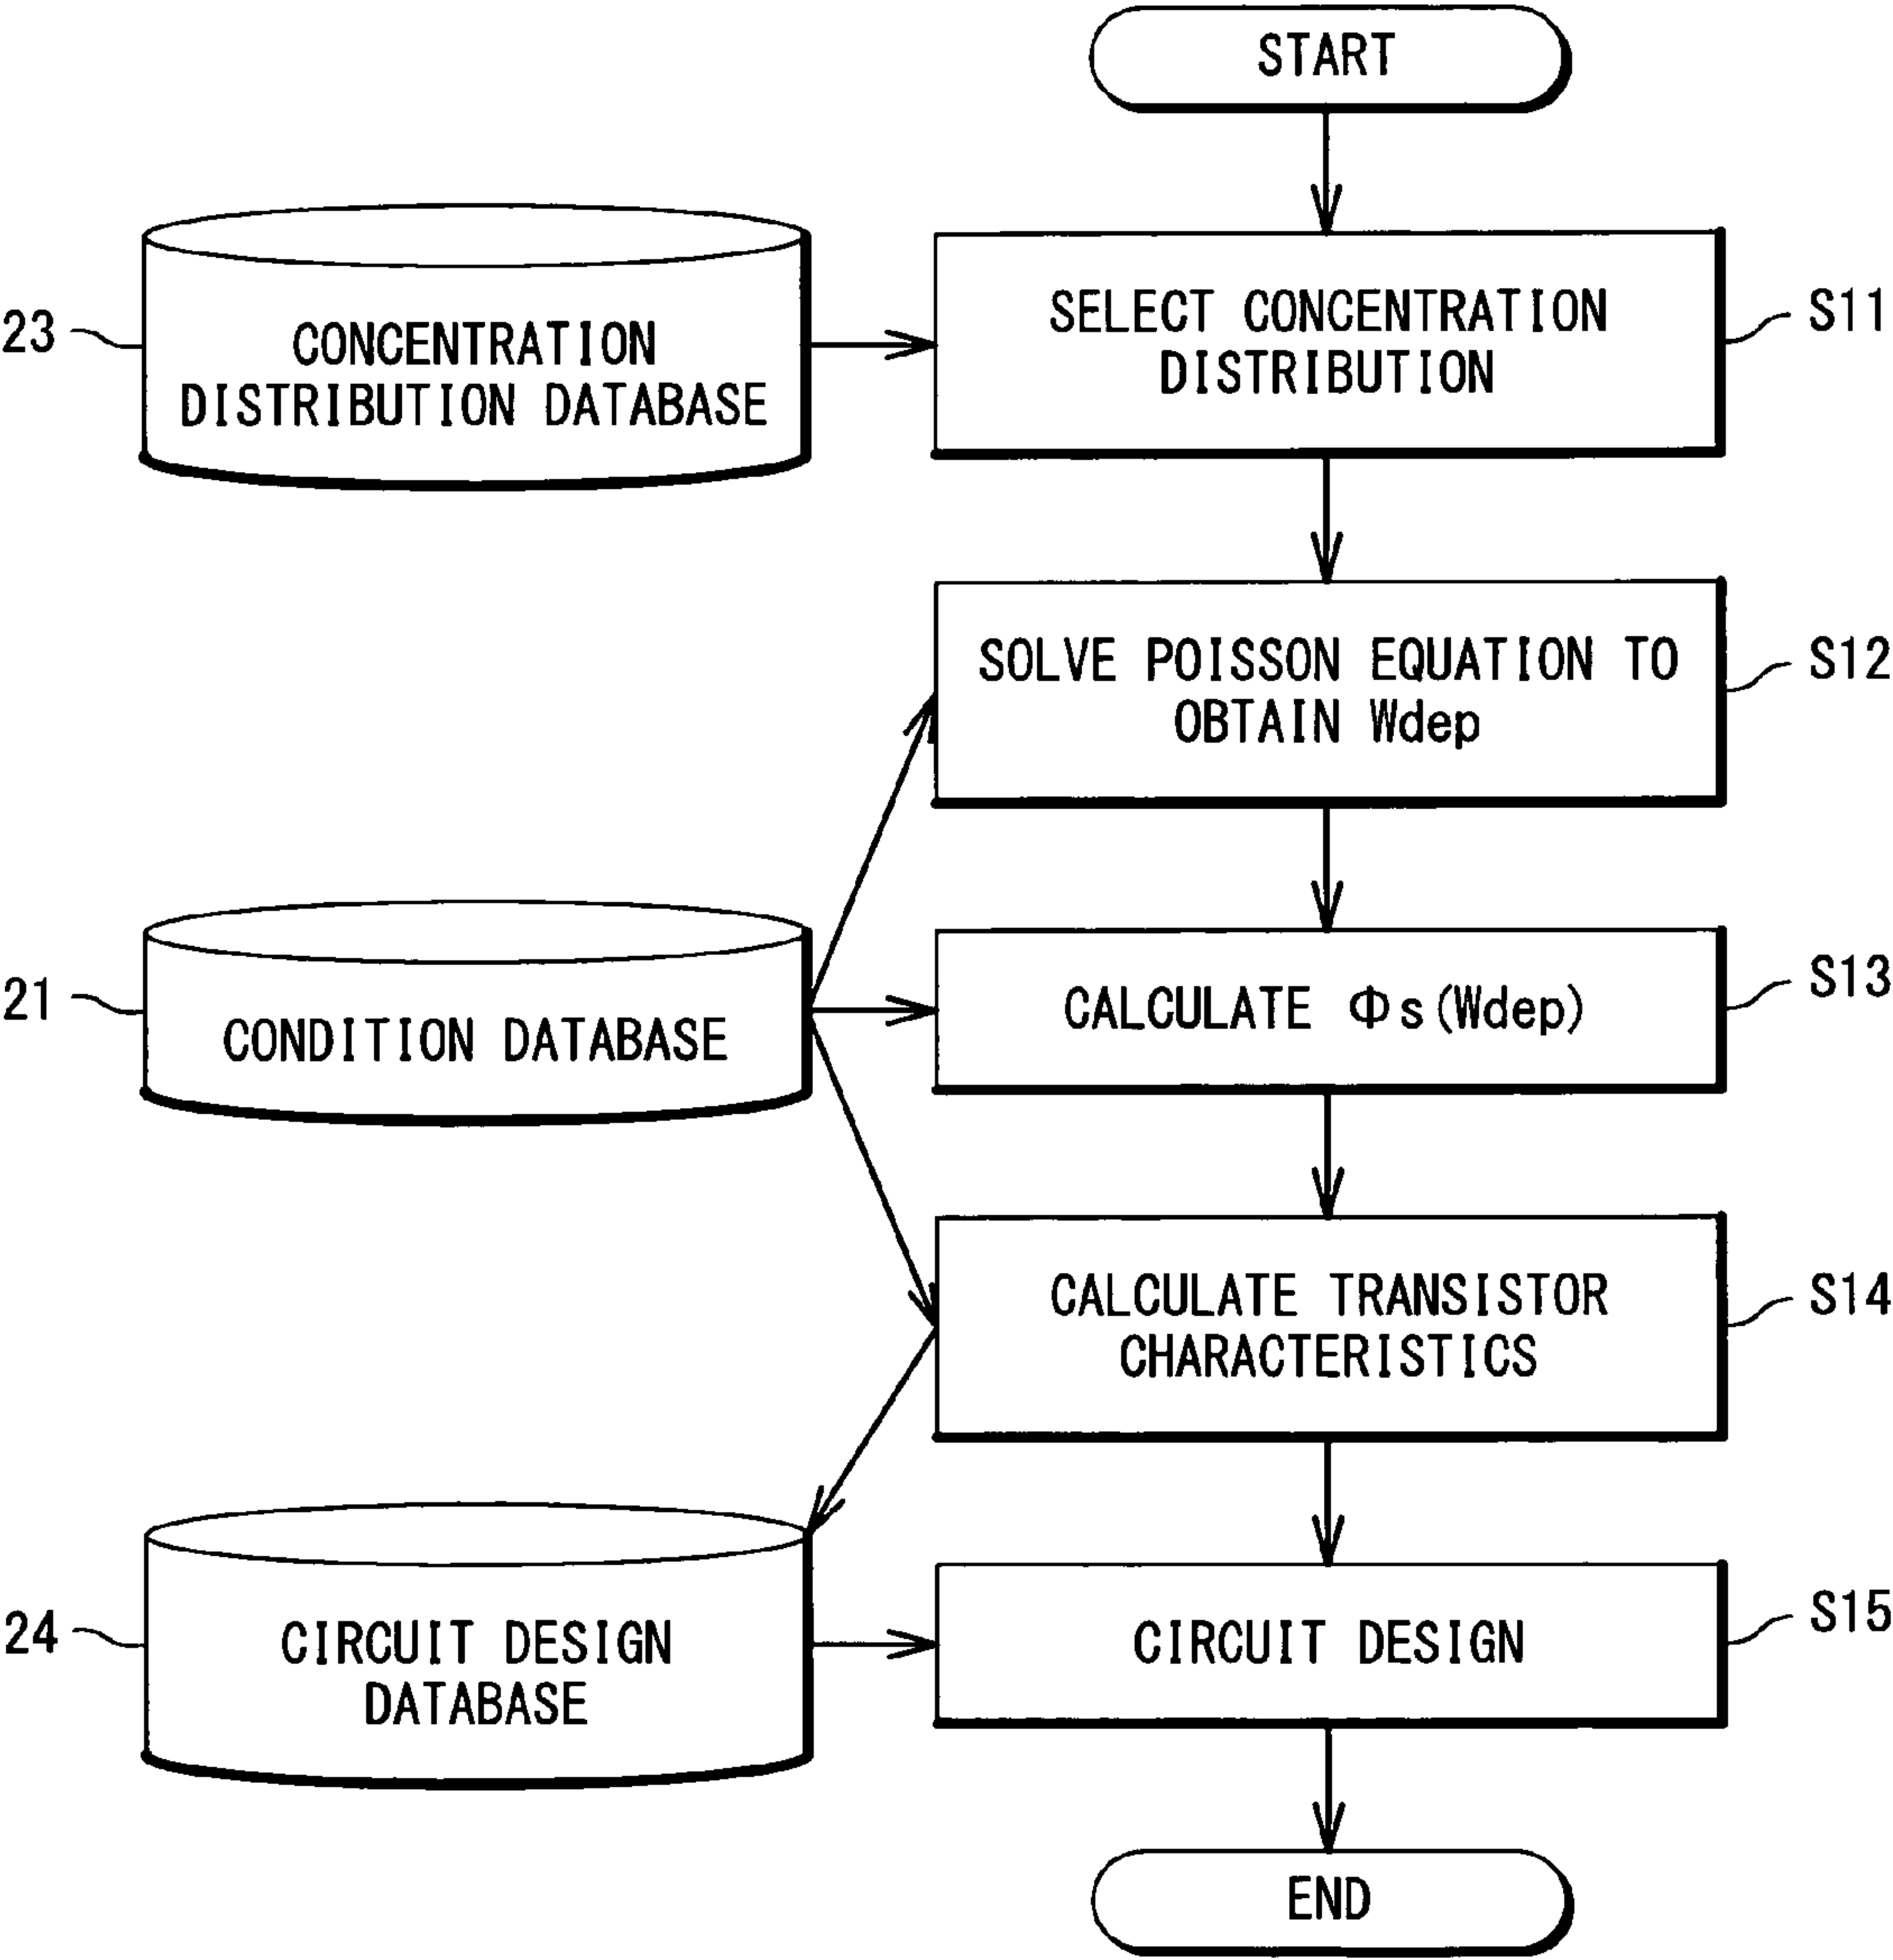 START
23
CONCENTRATION
DISTRIBUTION DATABASE
SELECT CONCENTRATION
DISTRIBUTION
S11
SOLVE POISSON EQUATION TO
OBTAIN Wdep
S12
21
CONDITION DATABASE
CALCULATE Φs(Wdep)
S13
CALCULATE TRANSISTOR
CHARACTERISTICS
S14
24
CIRCUIT DESIGN
DATABASE
CIRCUIT DESIGN
S15
END